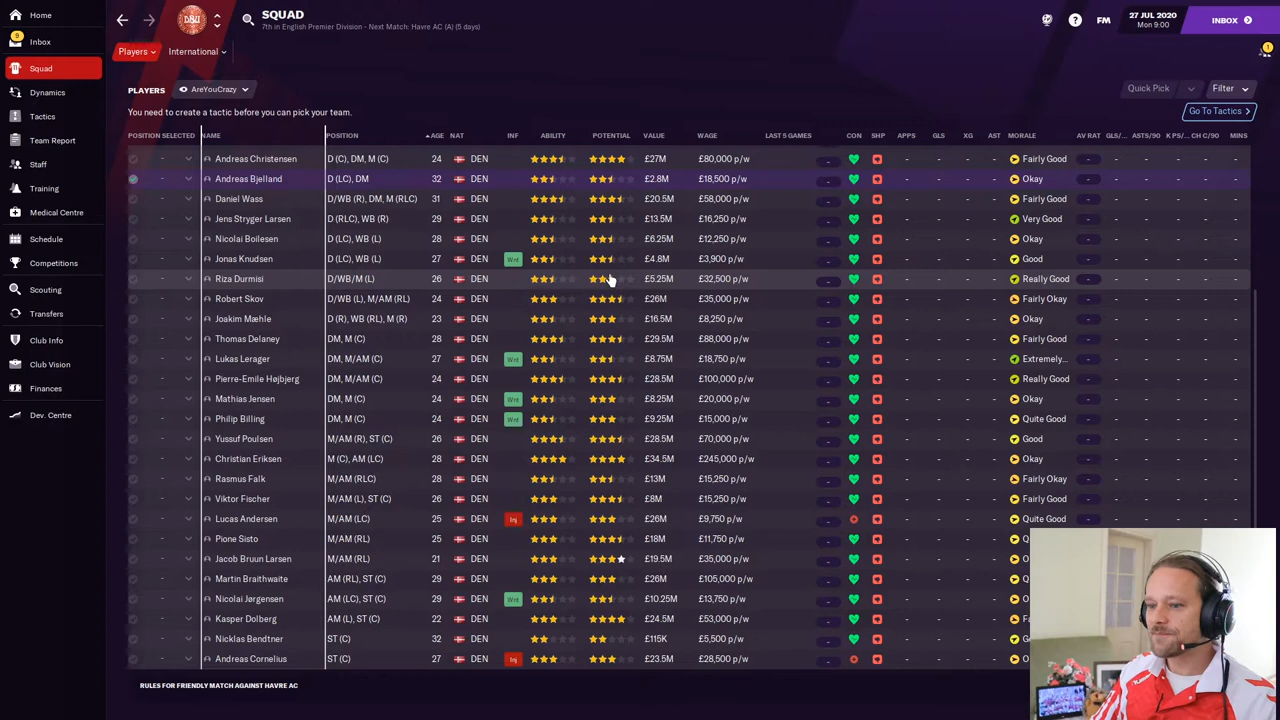 Home
Inbox
9
Squad
Dynamics
Tactics
Team Report
Staff
Training
Medical Centre
Schedule
Competitions
Scouting
Transfers
Club Info
Club Vision
Finances
Dev. Centre
DBU
SQUAD
7th in English Premier Division - Next Match: Havre AC (A) (5 days)
? FM 27 JUL 2020
Mon 9:00
INBOX
Players International
1
PLAYERS AreYouCrazy Quick Pick Filter
You need to create a tactic before you can pick your team. Go To Tactics
POSITION SELECTED NAME POSITION AGE NAT INF ABILITY POTENTIAL VALUE WAGE LAST 5 GAMES CON SHP APPS GLS XG AST MORALE AV RAT GLS/... ASTS/90 K PS/... CH C/90 MINS
- Andreas Christensen D (C), DM, M (C) 24 DEN £27M £80,000 p/w - - - - - Fairly Good - - - - - -
- Andreas Bjelland D (LC), DM 32 DEN £2.8M £18,500 p/w - - - - - Okay - - - - - -
- Daniel Wass D/WB (R), DM, M (RLC) 31 DEN £20.5M £58,000 p/w - - - - - Fairly Good - - - - - -
- Jens Stryger Larsen D (RLC), WB (R) 29 DEN £13.5M £16,250 p/w - - - - - Very Good - - - - - -
- Nicolai Boilesen D (LC), WB (L) 28 DEN £6.25M £12,250 p/w - - - - - Okay - - - - - -
- Jonas Knudsen D (LC), WB (L) 27 DEN Wnt £4.8M £3,900 p/w - - - - - Good - - - - - -
- Riza Durmisi D/WB/M (L) 26 DEN £5.25M £32,500 p/w - - - - - Really Good - - - - - -
- Robert Skov D/WB (L), M/AM (RL) 24 DEN £26M £35,000 p/w - - - - - Fairly Okay - - - - - -
- Joakim Mæhle D (R), WB (RL), M (R) 23 DEN £16.5M £8,250 p/w - - - - - Okay - - - - - -
- Thomas Delaney DM, M (C) 28 DEN £29.5M £88,000 p/w - - - - - Fairly Good - - - - - -
- Lukas Lerager DM, M/AM (C) 27 DEN Wnt £8.75M £18,750 p/w - - - - - Extremely... - - - - - -
- Pierre-Emile Højbjerg DM, M/AM (C) 24 DEN £28.5M £100,000 p/w - - - - - Really Good - - - - - -
- Mathias Jensen DM, M (C) 24 DEN Wnt £8.25M £20,000 p/w - - - - - Okay - - - - - -
- Philip Billing DM, M (C) 24 DEN Wnt £9.25M £15,000 p/w - - - - - Quite Good - - - - - -
- Yussuf Poulsen M/AM (R), ST (C) 26 DEN £28.5M £70,000 p/w - - - - - Good - - - - - -
- Christian Eriksen M (C), AM (LC) 28 DEN £34.5M £245,000 p/w - - - - - Okay - - - - - -
- Rasmus Falk M/AM (RLC) 28 DEN £13M £15,250 p/w - - - - - Fairly Okay - - - - - -
- Viktor Fischer M/AM (L), ST (C) 26 DEN £8M £15,250 p/w - - - - - Fairly Good - - - - - -
- Lucas Andersen M/AM (LC) 25 DEN Inj £26M £9,750 p/w - - - - - Quite Good - - - - - -
- Pione Sisto M/AM (RL) 25 DEN £18M £11,750 p/w - - - - - Q
- Jacob Bruun Larsen M/AM (RL) 21 DEN £19.5M £35,000 p/w - - - - - Q
- Martin Braithwaite AM (RL), ST (C) 29 DEN £26M £105,000 p/w - - - - - Q
- Nicolai Jørgensen AM (LC), ST (C) 29 DEN Wnt £10.25M £13,750 p/w - - - - - O
- Kasper Dolberg AM (L), ST (C) 22 DEN £24.5M £53,000 p/w - - - - - Fa
- Nicklas Bendtner ST (C) 32 DEN £115K £5,500 p/w - - - - - G
- Andreas Cornelius ST (C) 27 DEN Inj £23.5M £28,500 p/w - - - - - O
RULES FOR FRIENDLY MATCH AGAINST HAVRE AC